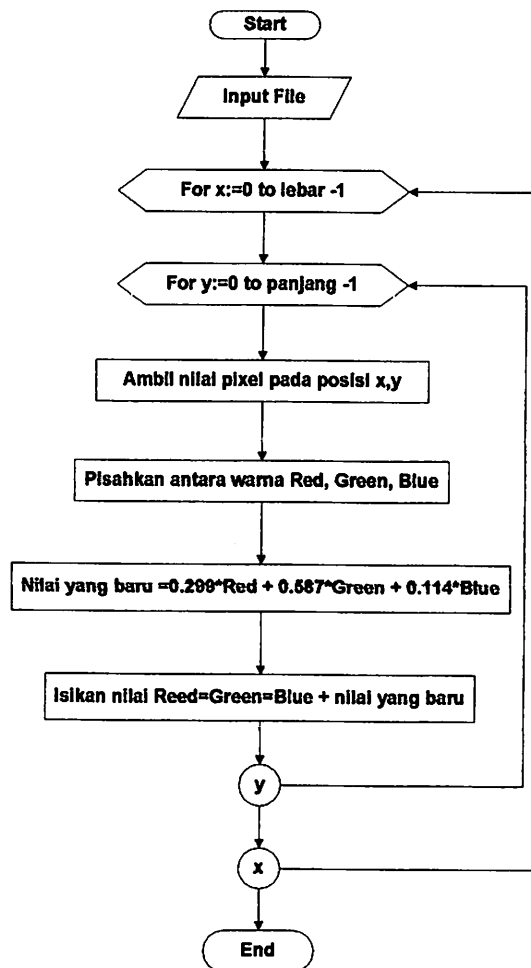 Start
Input File
For x:=0 to lebar -1
For y:=0 to panjang -1
Ambil nilai pixel pada posisi x,y
Pisahkan antara warna Red, Green, Blue
Nilai yang baru =0.299*Red + 0.587*Green + 0.114*Blue
Isikan nilai Reed=Green=Blue + nilai yang baru
y
x
End